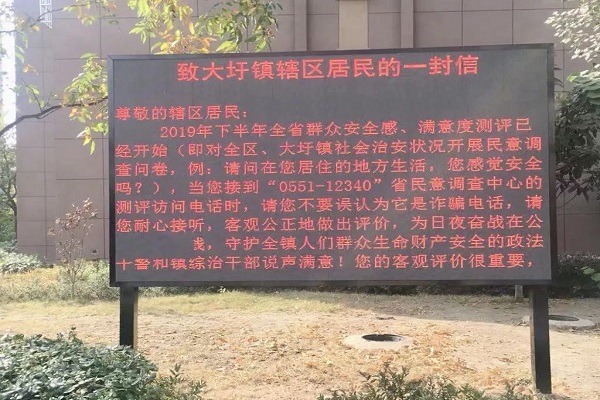 致大圩镇辖区居民的一封信
尊敬的辖区居民：
2019年下半年全省群众安全感、满意度测评已
经开始（即对全区、大圩镇社会治安状况开展民意调
查问卷，例：请问在您居住的地方生活，您感觉安全
吗？），当您接到“0551-12340”省民意调查中心的
测评访问电话时，请您不要误认为它是诈骗电话，请
您耐心接听，客观公正地做出评价，为日夜奋战在公
，守护全镇人们群众生命财产安全的政法
警和镇综治干部说声满意！您的客观评价很重要，